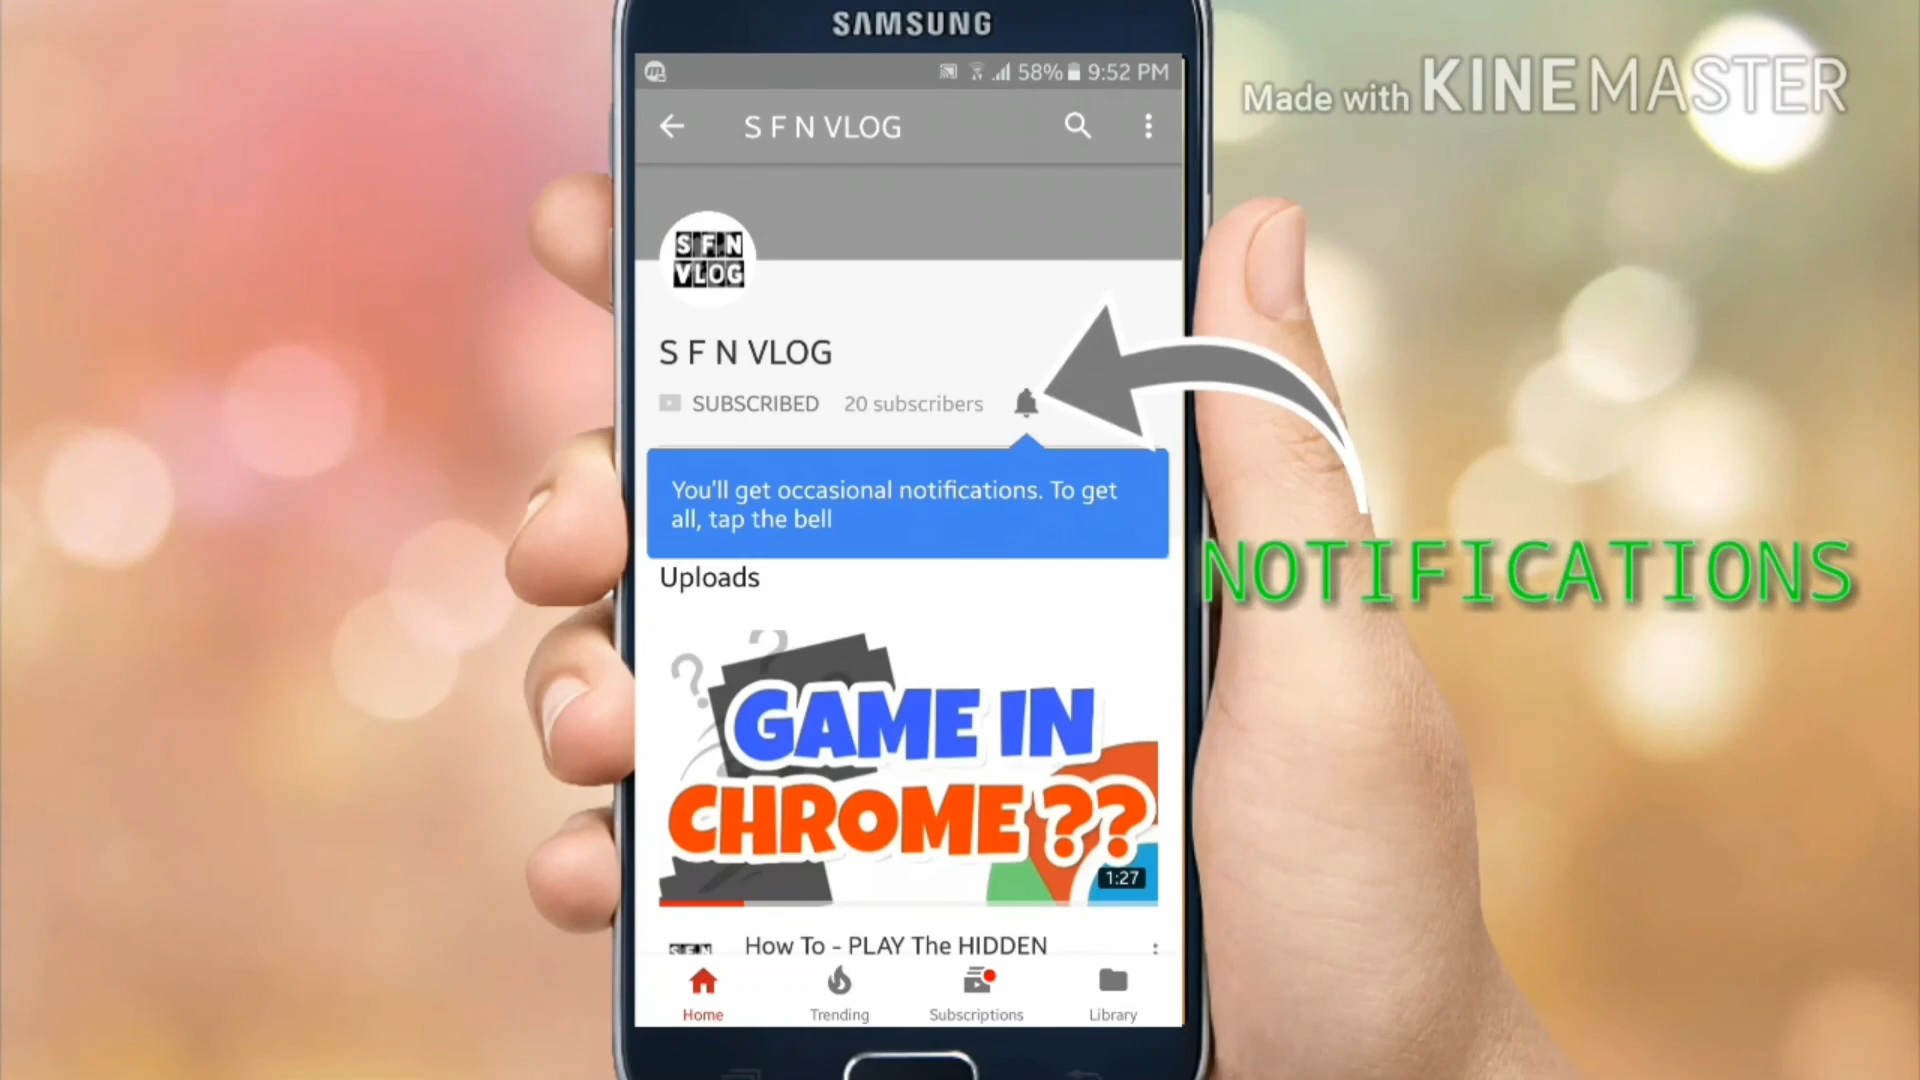 SAMSUNG
58% 9:52 PM
Made with KINEMASTER
S F N VLOG
S F N
VLOG
S F N VLOG
SUBSCRIBED 20 subscribers
You'll get occasional notifications. To get
all, tap the bell
NOTIFICATIONS
Uploads
GAME IN
CHROME ??
1:27
How To - PLAY The HIDDEN
Home Trending Subscriptions Library